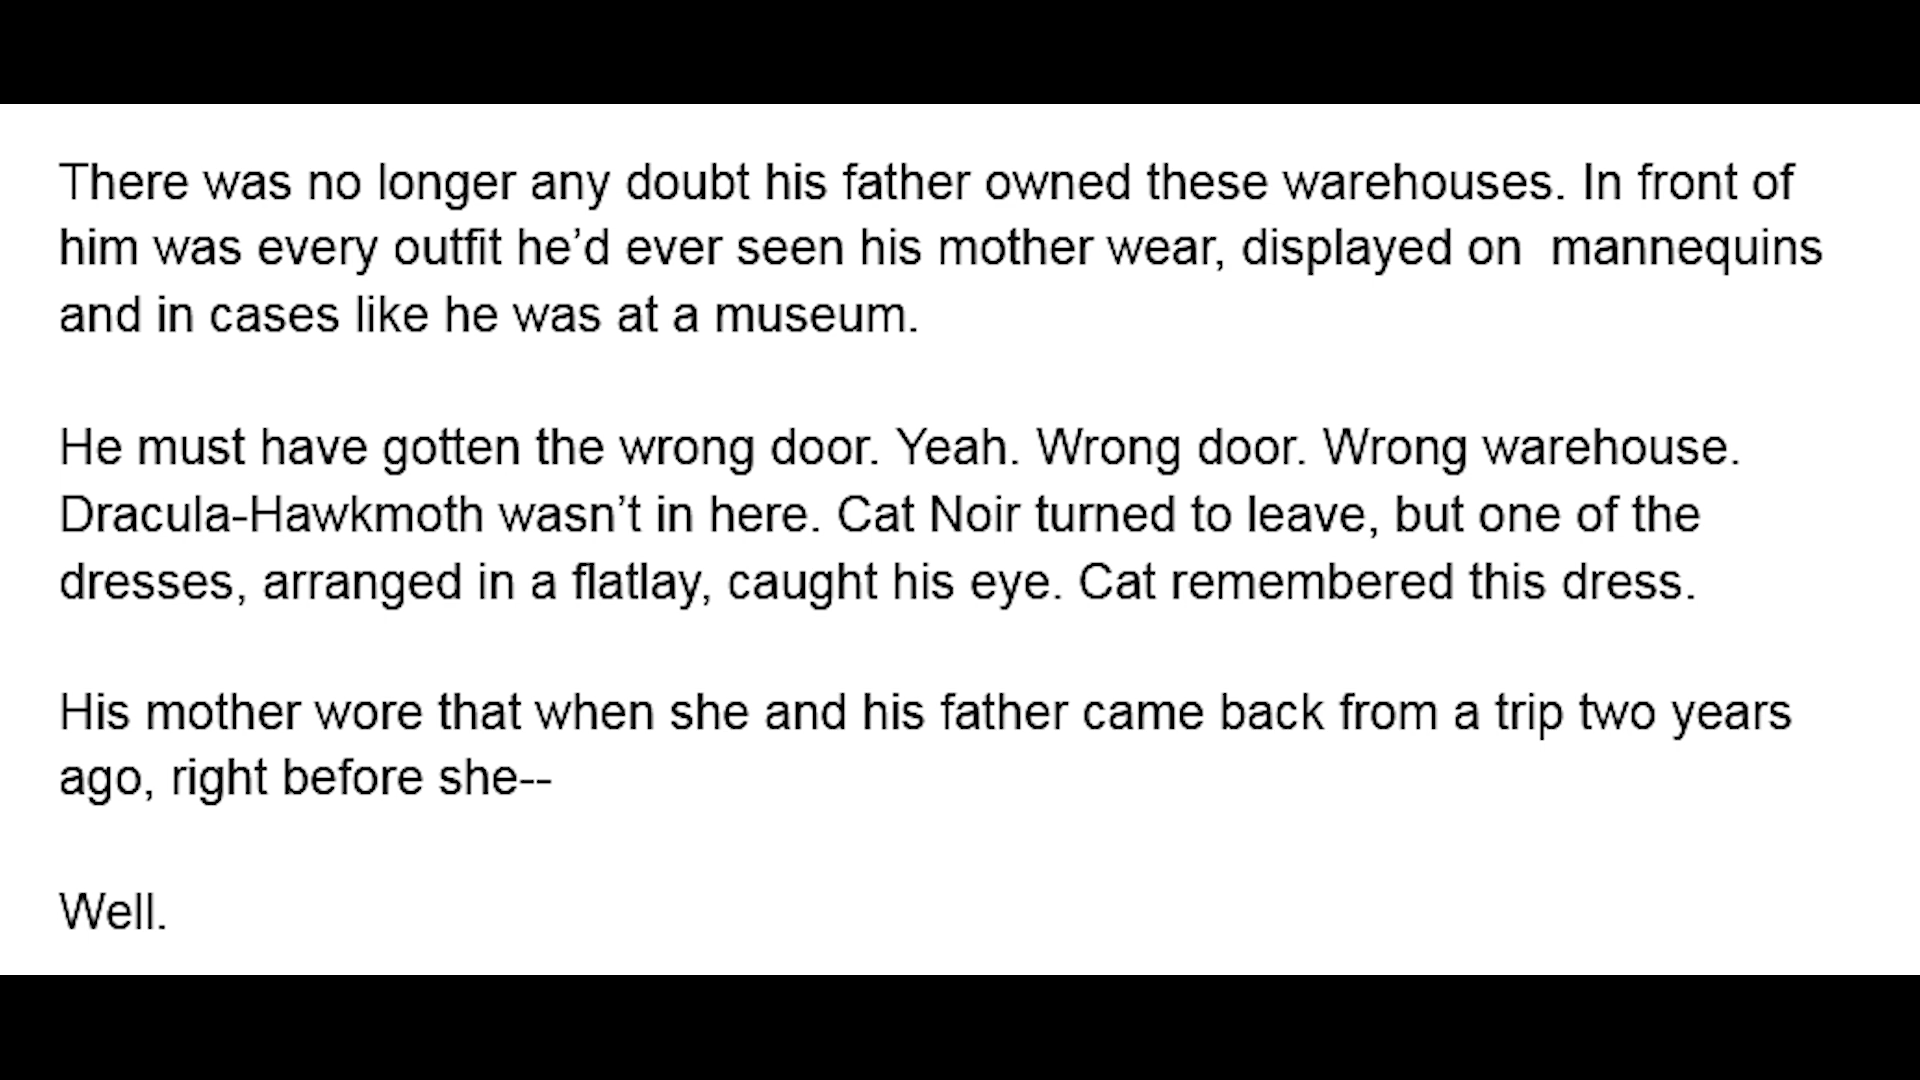 There was no longer any doubt his father owned these warehouses. In front of
him was every outfit he’d ever seen his mother wear, displayed on  mannequins
and in cases like he was at a museum.
He must have gotten the wrong door. Yeah. Wrong door. Wrong warehouse.
Dracula-Hawkmoth wasn’t in here. Cat Noir turned to leave, but one of the
dresses, arranged in a flatlay, caught his eye. Cat remembered this dress.
His mother wore that when she and his father came back from a trip two years
ago, right before she--
Well.